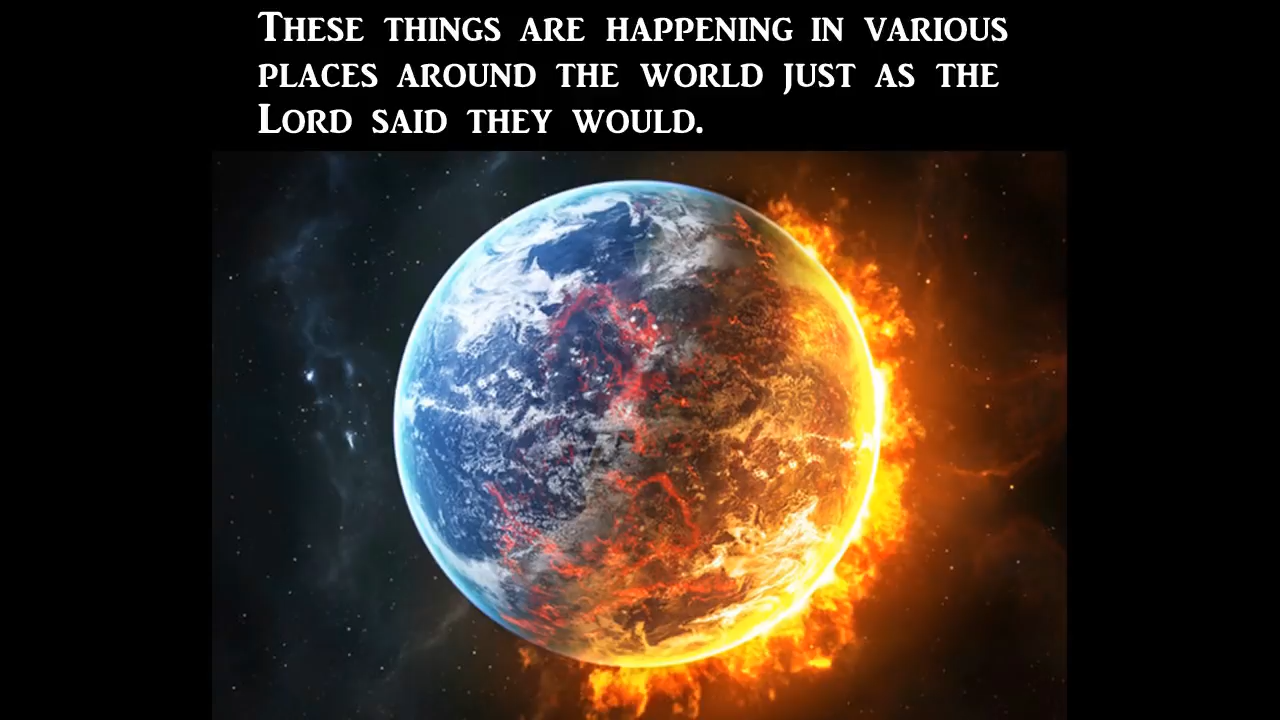 These things are happening in various
places around the world just as the
Lord said they would.